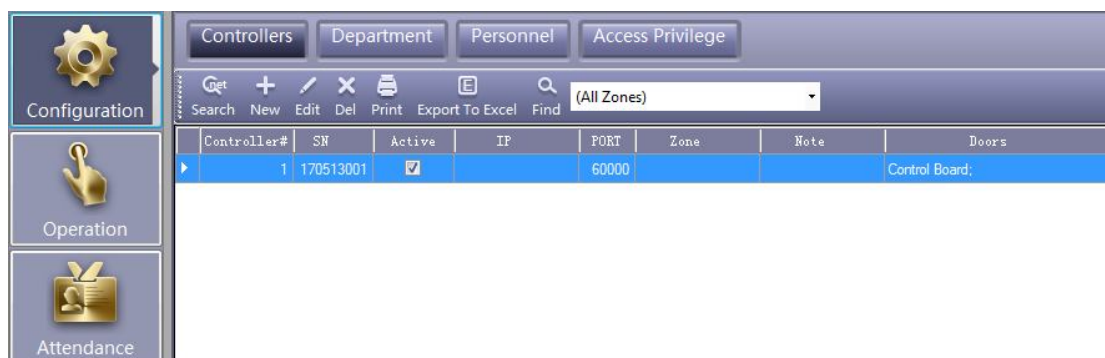 Controllers Department Personnel Access Privilege
Search New Edit Del Print Export To Excel Find (All Zones)
Controller# SN Active IP PORT Zone Note Doors
1 170513001 60000 Control Board;
Configuration
Operation
Attendance